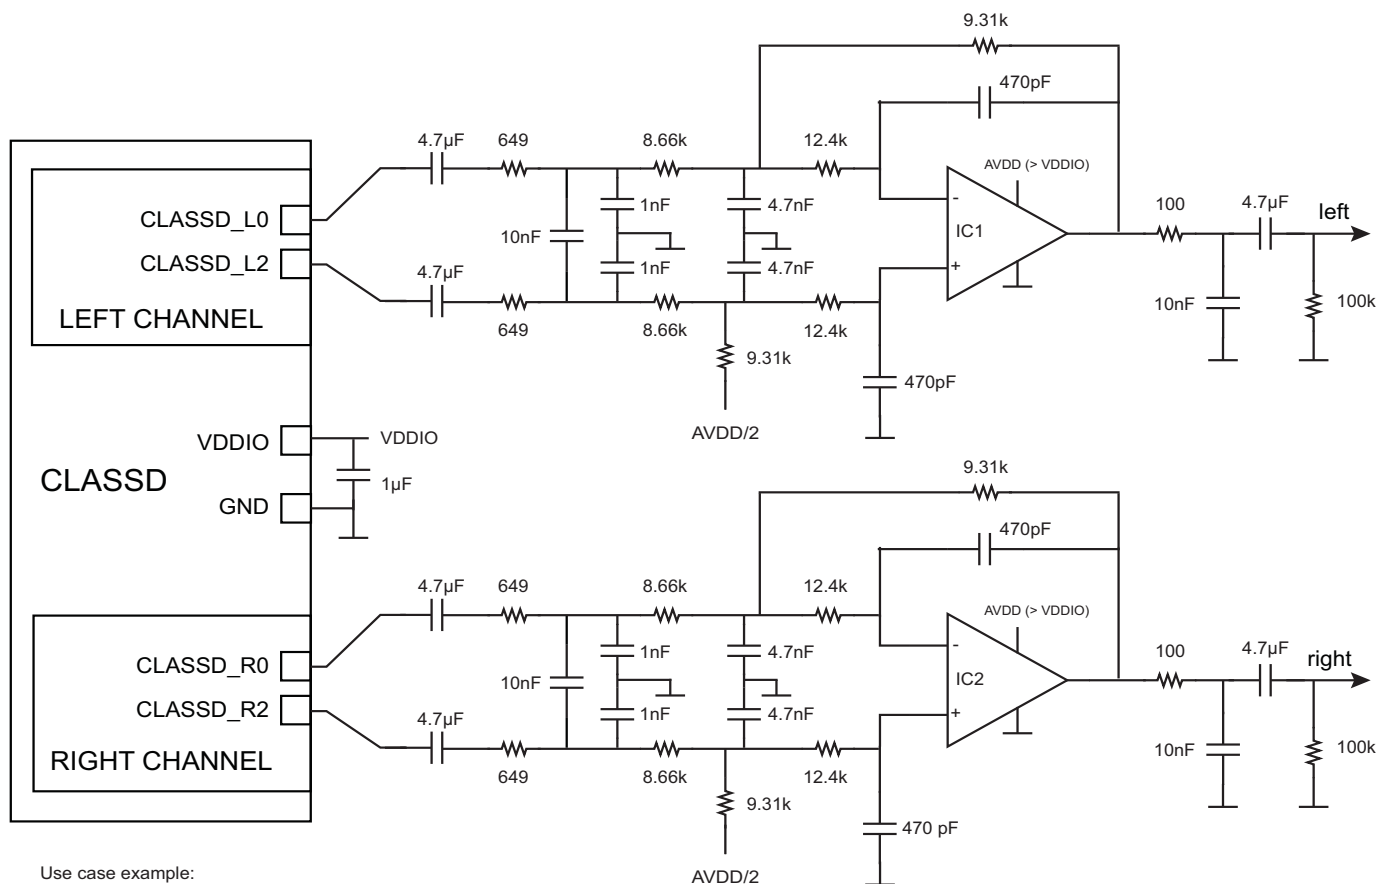 9.31k
470pF
4.7µF
649
8.66k
12.4k
AVDD (> VDDIO)
CLASSD_L0
1nF
4.7nF
-
IC1
100
4.7µF
left
10nF
CLASSD_L2
4.7µF
1nF
4.7nF
+
LEFT CHANNEL
649
8.66k
12.4k
10nF
100k
9.31k
470pF
AVDD/2
VDDIO
VDDIO
CLASSD
1µF
GND
9.31k
470pF
4.7µF
649
8.66k
12.4k
AVDD (> VDDIO)
CLASSD_R0
1nF
4.7nF
-
IC2
100
4.7µF
right
10nF
CLASSD_R2
4.7µF
1nF
4.7nF
+
RIGHT CHANNEL
649
8.66k
12.4k
10nF
100k
9.31k
470 pF
AVDD/2
Use case example: